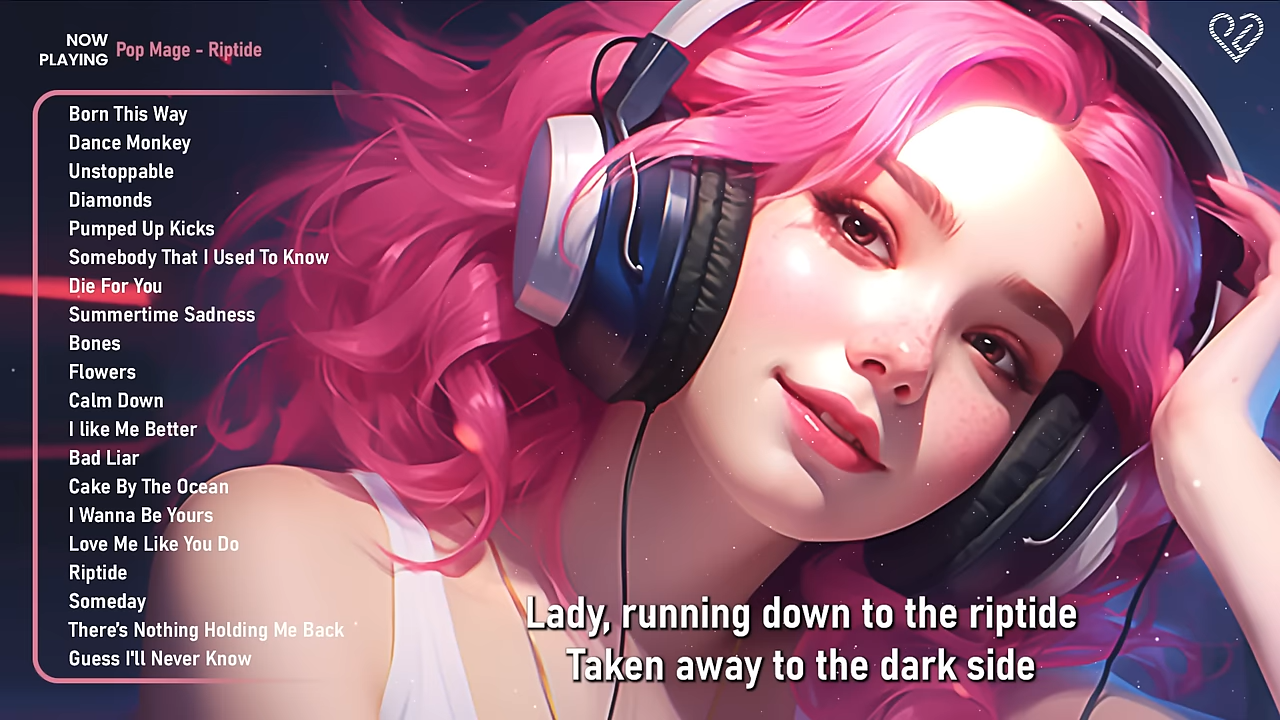 NOW
PLAYING
Pop Mage - Riptide
Born This Way
Dance Monkey
Unstoppable
Diamonds
Pumped Up Kicks
Somebody That I Used To Know
Die For You
Summertime Sadness
Bones
Flowers
Calm Down
I like Me Better
Bad Liar
Cake By The Ocean
I Wanna Be Yours
Love Me Like You Do
Riptide
Someday
There's Nothing Holding Me Back
Guess I'll Never Know
Lady, running down to the riptide
Taken away to the dark side